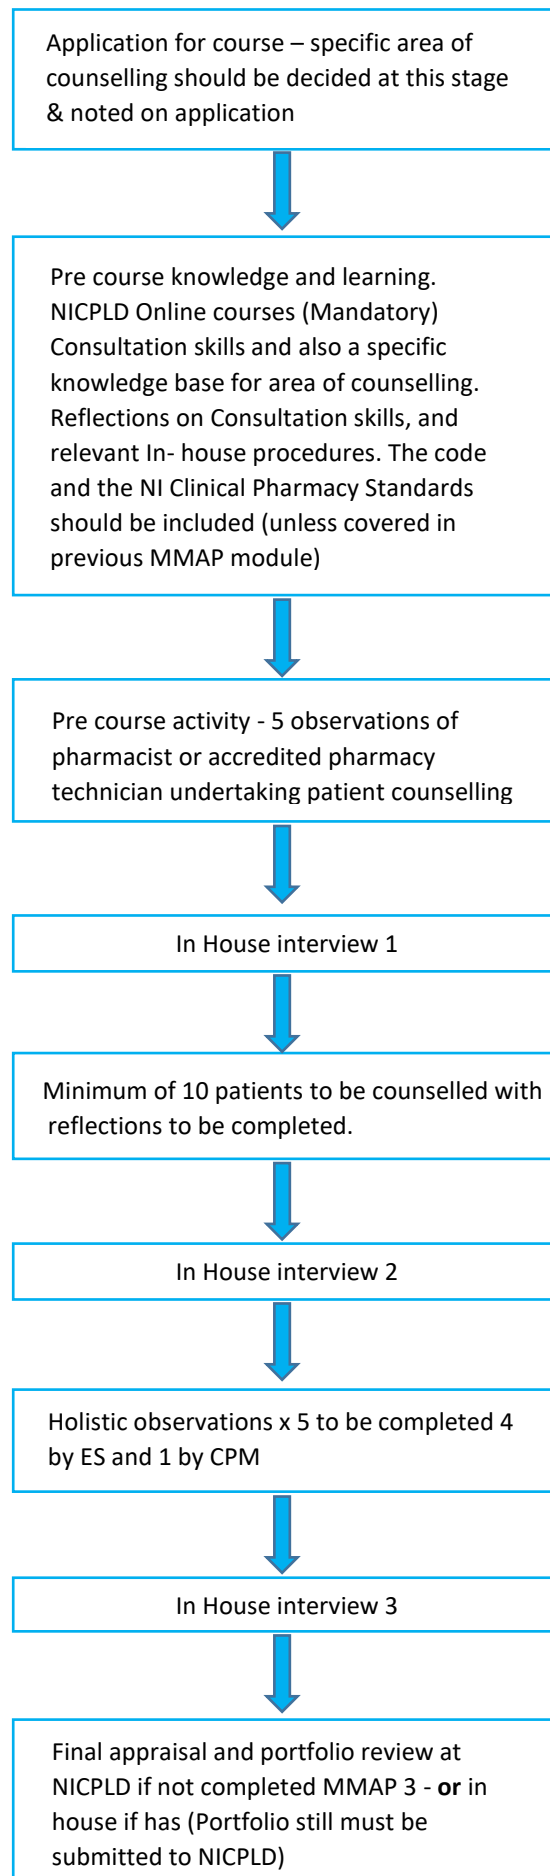 Application for course – specific area of
counselling should be decided at this stage
& noted on application
Pre course knowledge and learning.
NICPLD Online courses (Mandatory)
Consultation skills and also a specific
knowledge base for area of counselling.
Reflections on Consultation skills, and
relevant In- house procedures. The code
and the NI Clinical Pharmacy Standards
should be included (unless covered in
previous MMAP module)
Pre course activity - 5 observations of
pharmacist or accredited pharmacy
technician undertaking patient counselling
In House interview 1
Minimum of 10 patients to be counselled with
reflections to be completed.
In House interview 2
Holistic observations x 5 to be completed 4
by ES and 1 by CPM
In House interview 3
Final appraisal and portfolio review at
NICPLD if not completed MMAP 3 - or in
house if has (Portfolio still must be
submitted to NICPLD)